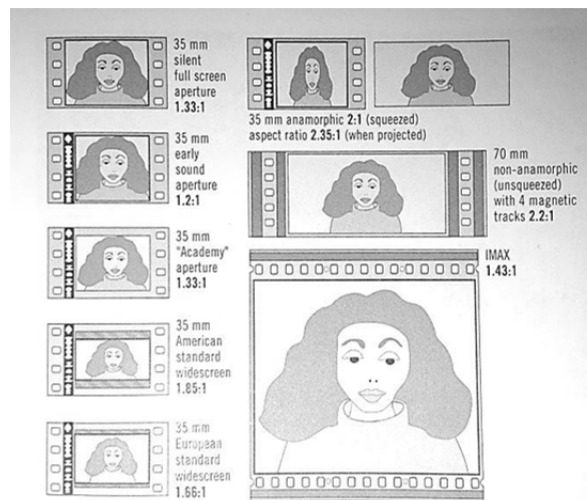 35 mm
silent
full screen
aperture
1.33:1
35 mm
early
sound
aperture
1.2:1
35 mm
"Academy"
aperture
1.33:1
35 mm
American
standard
widescreen
1.85:1
35 mm
European
standard
widescreen
1.66:1
35 mm anamorphic 2:1 (squeezed)
aspect ratio 2.35:1 (when projected)
70 mm
non-anamorphic
(unsqueezed)
with 4 magnetic
tracks 2.2:1
IMAX
1.43:1